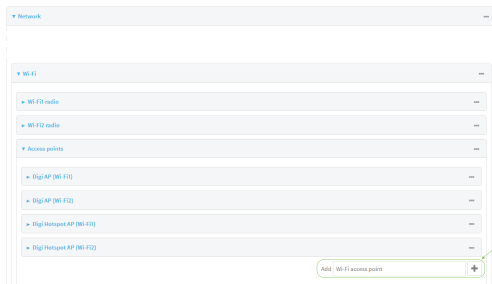 Network
Wi-Fi
Wi-Fi1 radio
Wi-Fi2 radio
Access points
Digi AP (Wi-Fi1)
Digi AP (Wi-Fi2)
Digi Hotspot AP (Wi-Fi1)
Digi Hotspot AP (Wi-Fi2)
Add Wi-Fi access point